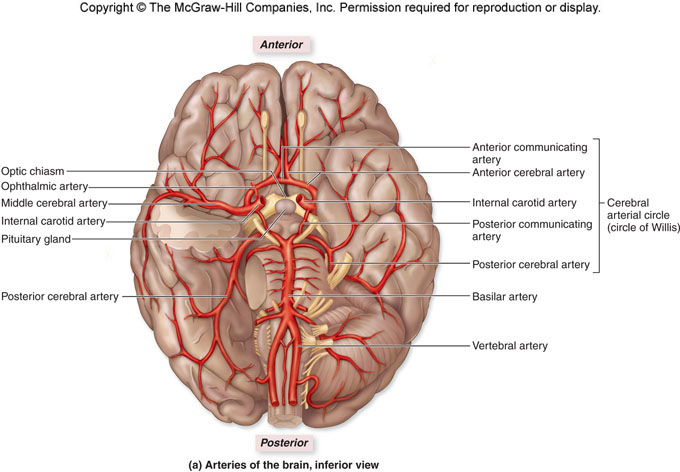 Copyright © The McGraw-Hill Companies, Inc. Permission required for reproduction or display.
Anterior
Optic chiasm
Ophthalmic artery
Middle cerebral artery
Internal carotid artery
Pituitary gland
Posterior cerebral artery
Anterior communicating
artery
Anterior cerebral artery
Internal carotid artery
Posterior communicating
artery
Posterior cerebral artery
Basilar artery
Vertebral artery
Cerebral
arterial circle
(circle of Willis)
Posterior
(a) Arteries of the brain, inferior view